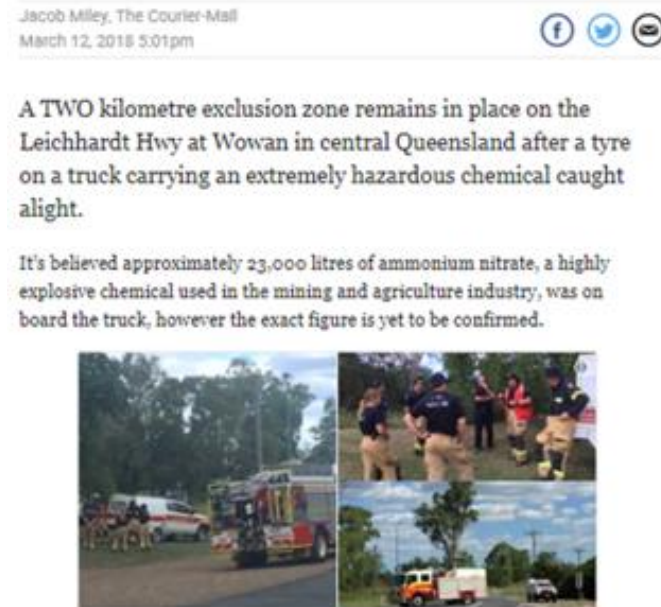 Jacob Miley, The Courier-Mail
March 12, 2018 5:01pm
A TWO kilometre exclusion zone remains in place on the
Leichhardt Hwy at Wowan in central Queensland after a tyre
on a truck carrying an extremely hazardous chemical caught
alight.
It's believed approximately 23,000 litres of ammonium nitrate, a highly
explosive chemical used in the mining and agriculture industry, was on
board the truck, however the exact figure is yet to be confirmed.